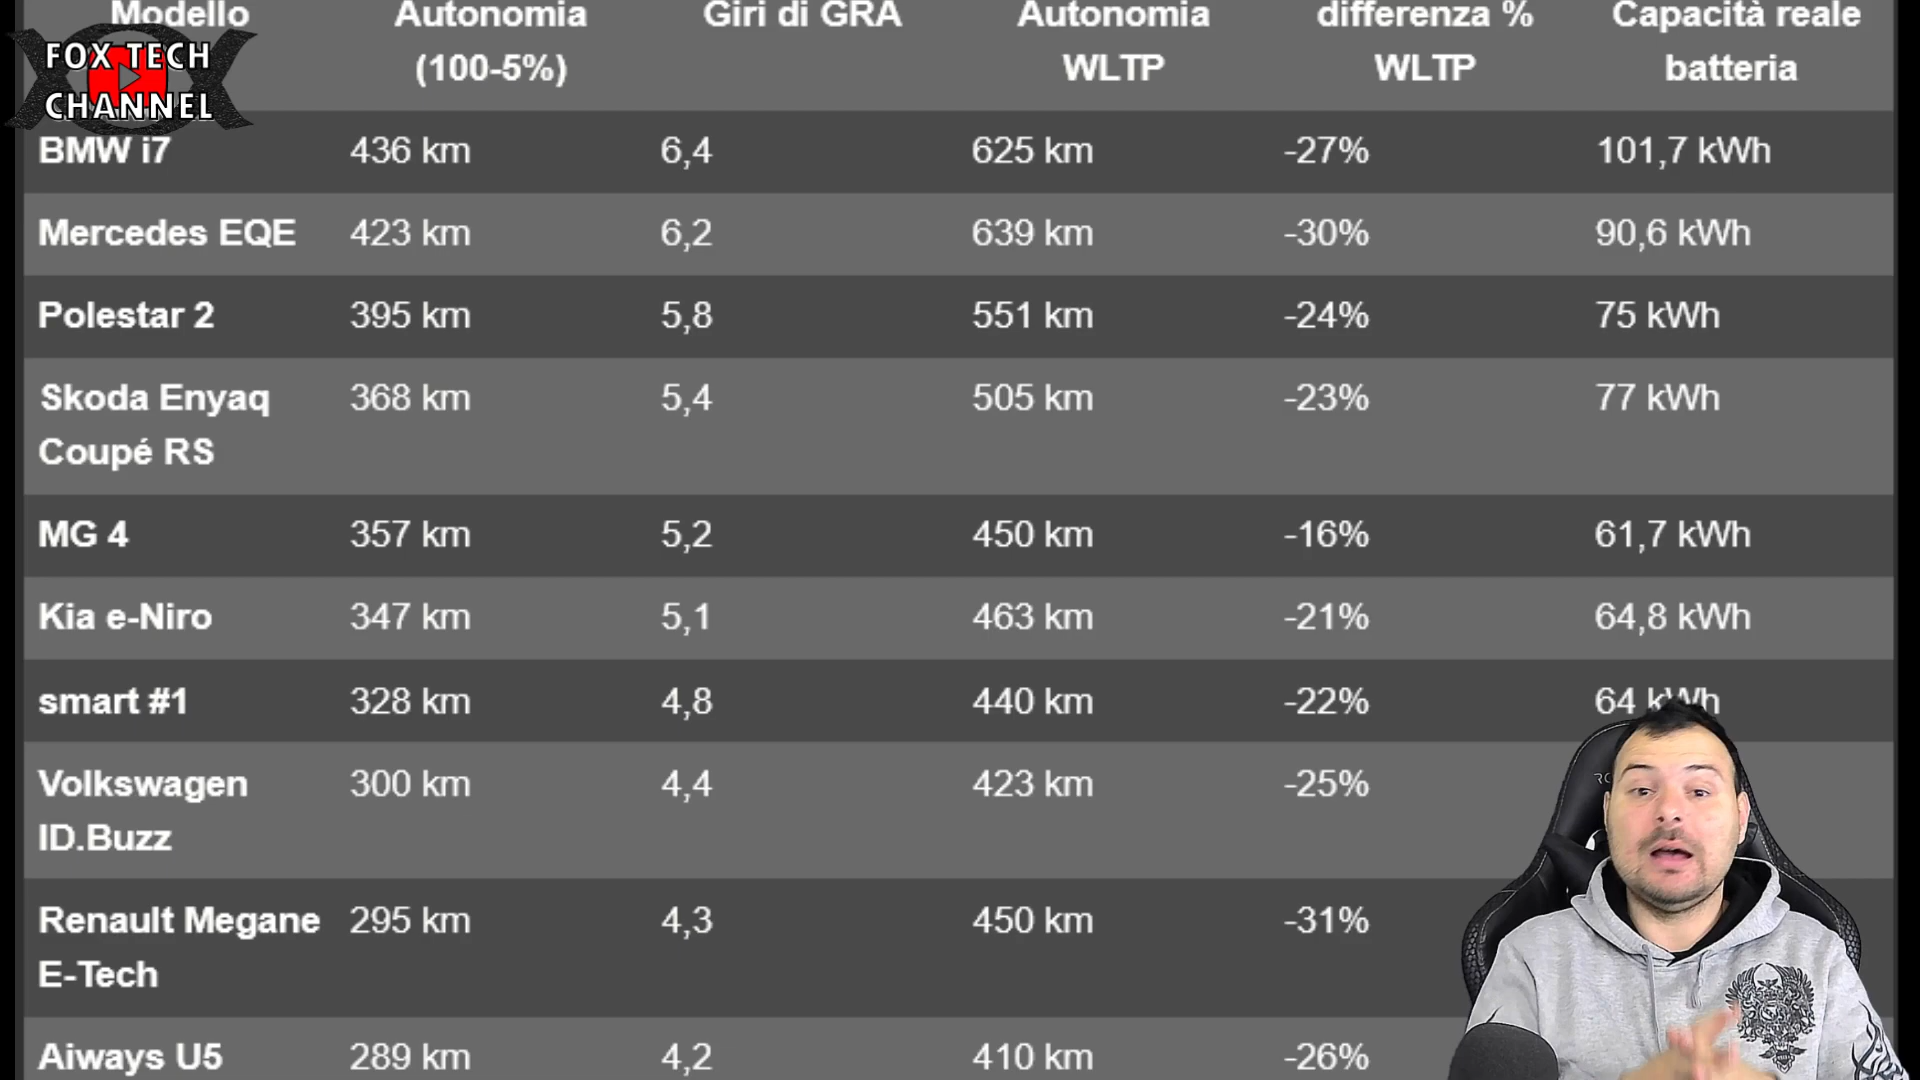 Modello Autonomia Giri di GRA Autonomia differenza % Capacità reale
(100-5%) WLTP WLTP batteria
FOX TECH
CHANNEL
BMW i7 436 km 6,4 625 km -27% 101,7 kWh
Mercedes EQE 423 km 6,2 639 km -30% 90,6 kWh
Polestar 2 395 km 5,8 551 km -24% 75 kWh
Skoda Enyaq 368 km 5,4 505 km -23% 77 kWh
Coupé RS
MG 4 357 km 5,2 450 km -16% 61,7 kWh
Kia e-Niro 347 km 5,1 463 km -21% 64,8 kWh
smart #1 328 km 4,8 440 km -22% 64 kWh
Volkswagen 300 km 4,4 423 km -25%
ID.Buzz
Renault Megane 295 km 4,3 450 km -31%
E-Tech
Aiways U5 289 km 4,2 410 km -26%